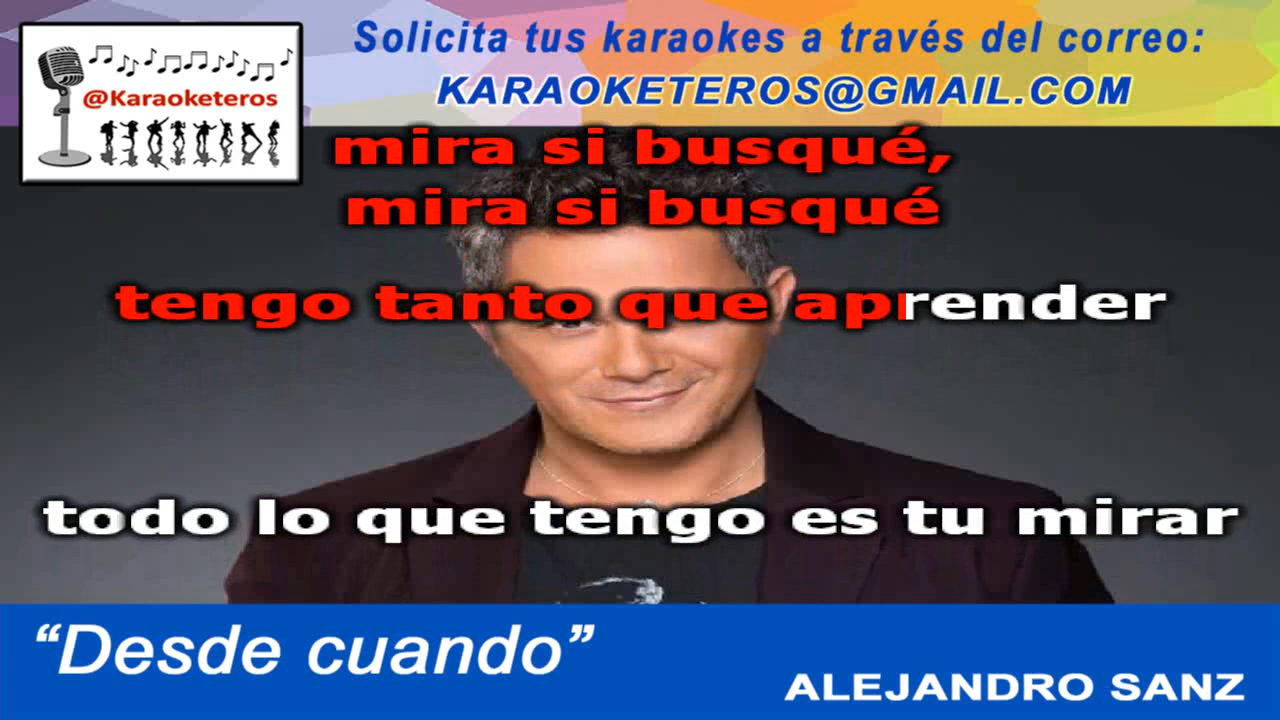 @Karaoketeros
Solicita tus karaokes a través del correo:
KARAOKETEROS@GMAIL.COM
mira si busqué,
mira si busqué
tengo tanto que aprender
todo lo que tengo es tu mirar
“Desde cuando”
ALEJANDRO SANZ